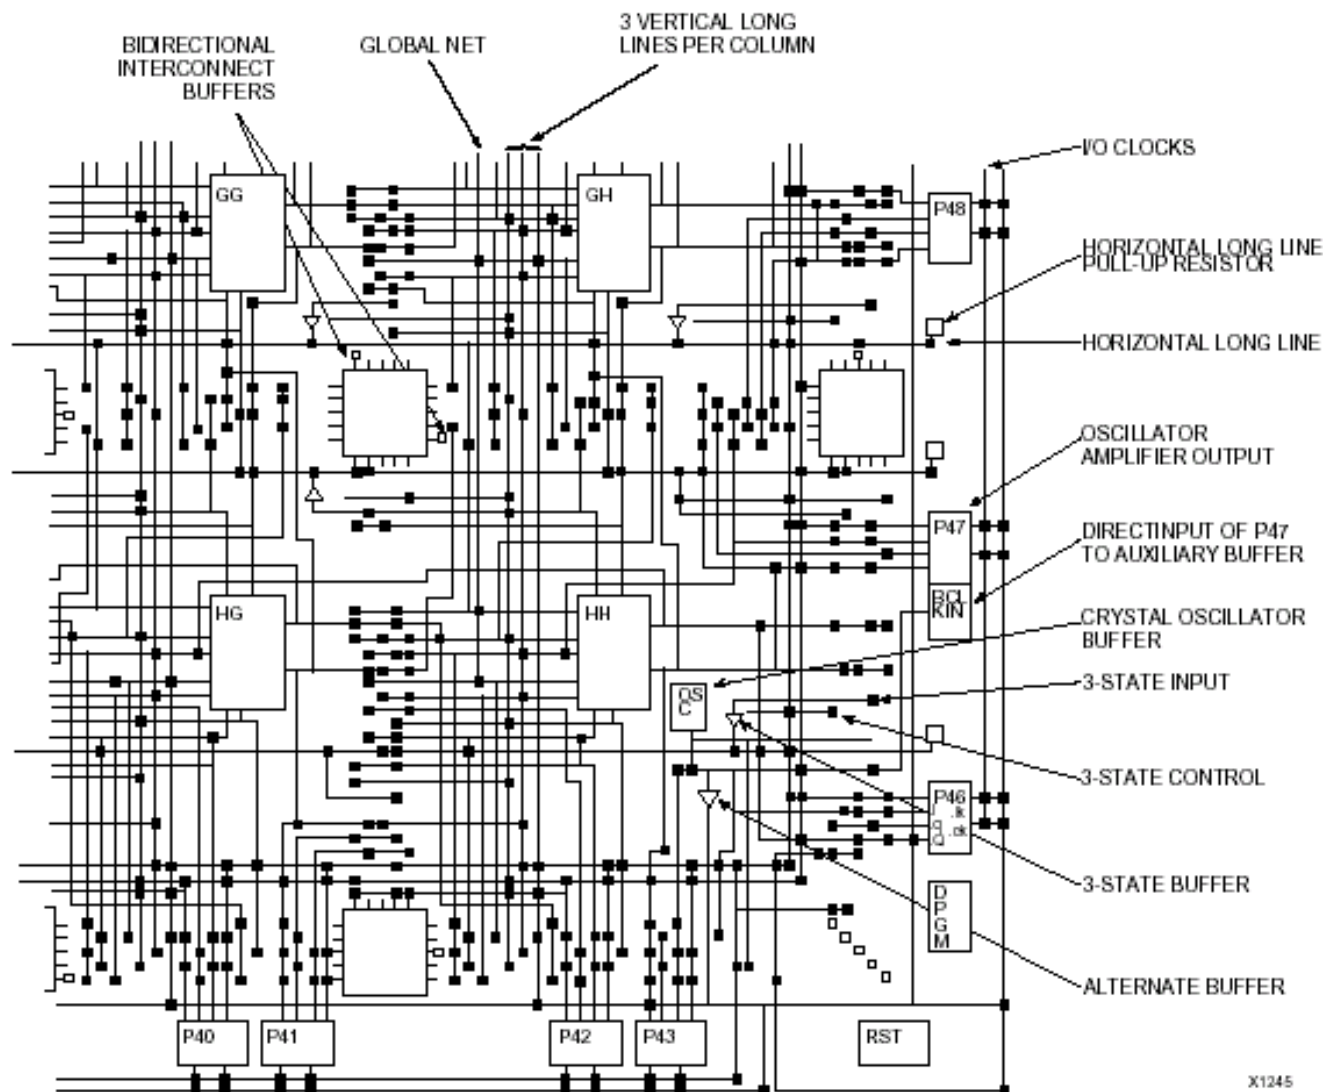 3 VERTICAL LONG
LINES PER COLUMN
BIDIRECTIONAL
INTERCONNECT
BUFFERS
GLOBAL NET
I/O CLOCKS
GG
GH
P48
HORIZONTAL LONG LINE
PULL-UP RESISTOR
HORIZONTAL LONG LINE
OSCILLATOR
AMPLIFIER OUTPUT
P47
DIRECTINPUT OF P47
TO AUXILIARY BUFFER
BCL
KIN
HG
HH
CRYSTAL OSCILLATOR
BUFFER
OS
C
3-STATE INPUT
3-STATE CONTROL
P46
.lk
.ck
3-STATE BUFFER
D
P
G
M
ALTERNATE BUFFER
P40
P41
P42
P43
RST
X1245